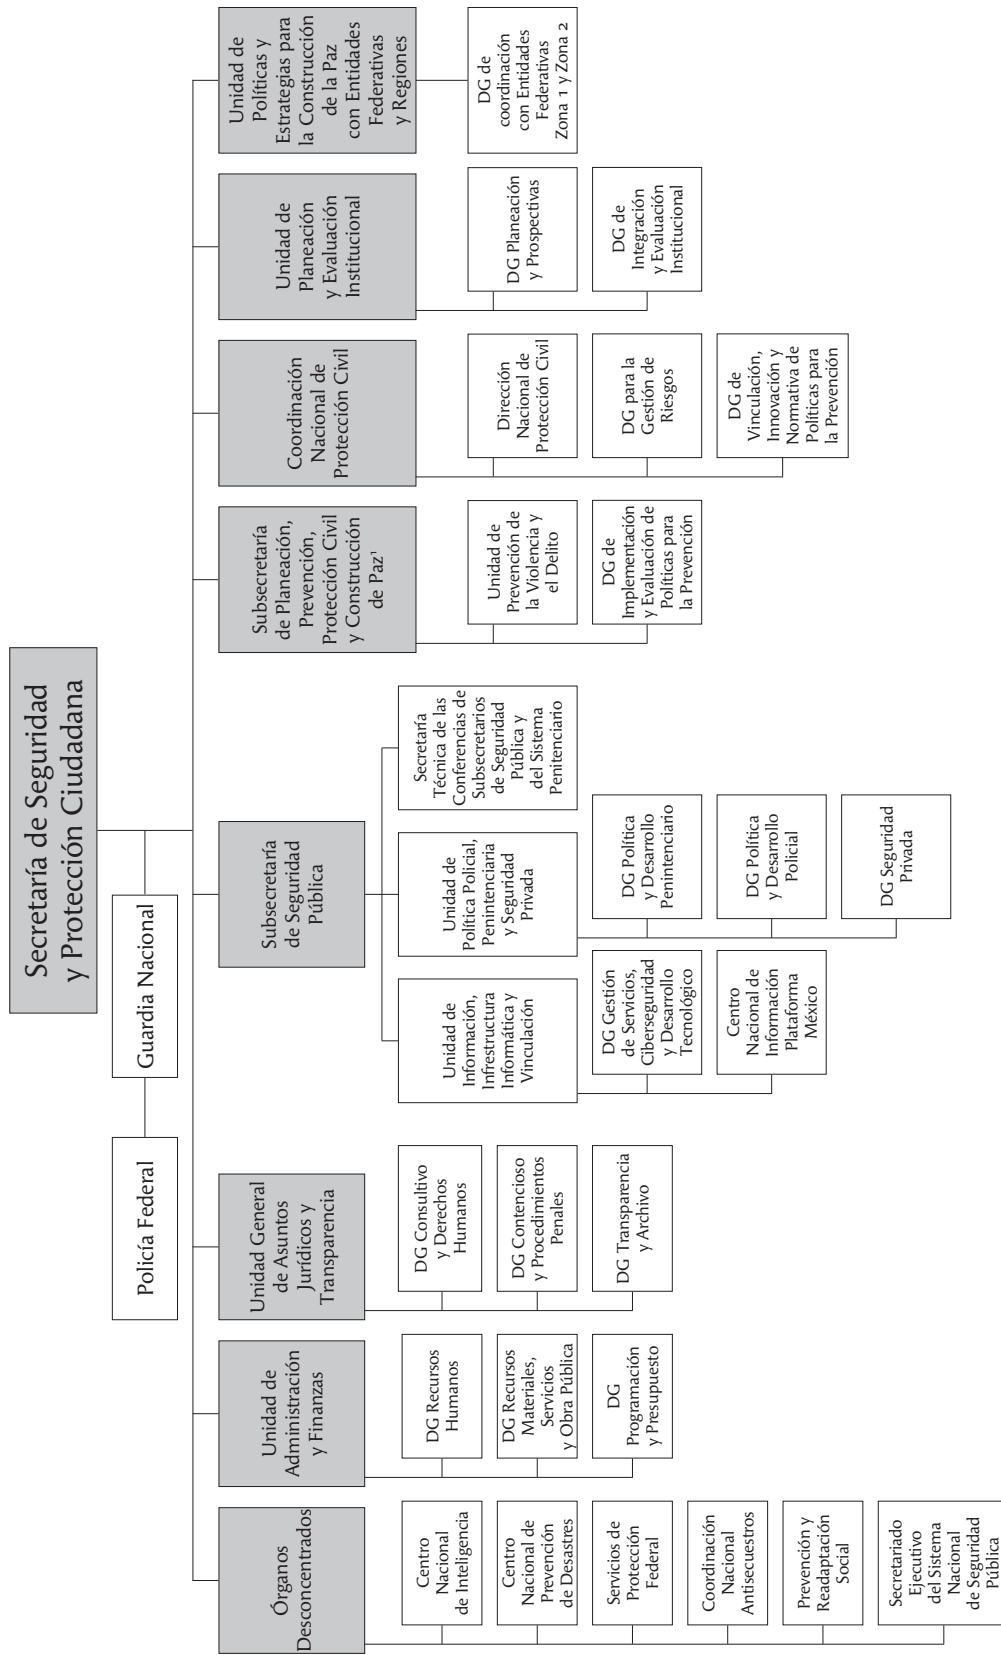 Secretaría de Seguridad
y Protección Ciudadana
Policía Federal
Guardia Nacional
Órganos
Desconcentrados
Centro
Nacional
de Inteligencia
Centro
Nacional de
Prevención
de Desastres
Servicios de
Protección
Federal
Coordinación
Nacional
Antisecuestros
Prevención y
Readaptación
Social
Secretariado
Ejecutivo
del Sistema
Nacional
de Seguridad
Pública
Unidad de
Administración
y Finanzas
DG Recursos
Humanos
DG Recursos
Materiales,
Servicios
y Obra Pública
DG
Programación
y Presupuesto
Unidad General
de Asuntos
Jurídicos y
Transparencia
DG Consultivo
y Derechos
Humanos
DG Contencioso
y Procedimientos
Penales
DG Transparencia
y Archivo
Subsecretaría
de Seguridad
Pública
Unidad de
Información,
Infrestructura
Informática y
Vinculación
DG Gestión
de Servicios,
Ciberseguridad
y Desarrollo
Tecnológico
Centro
Nacional de
Información
Plataforma
México
Unidad de
Política Policial,
Penintenciaria
y Seguridad
Privada
DG Política
y Desarrollo
Penintenciario
DG Política
y Desarrollo
Policial
DG Seguridad
Privada
Secretaría
Técnica de las
Conferencias de
Subsecretarios
de Seguridad
Pública y
del Sistema
Penitenciario
Subsecretaría
de Planeación,
Prevención,
Protección Civil
y Construcción
de Paz¹
Unidad de
Prevención de
la Violencia y
el Delito
DG de
Implementación
y Evaluación de
Políticas para
la Prevención
Coordinación
Nacional de
Protección Civil
Dirección
Nacional de
Protección Civil
DG para la
Gestión de
Riesgos
DG de
Vinculación,
Innovación y
Normativa de
Políticas para
la Prevención
Unidad de
Planeación
y Evaluación
Institucional
DG Planeación
y Prospectivas
DG de
Integración
y Evaluación
Institucional
Unidad de
Políticas y
Estrategias para
la Construcción
de la Paz
con Entidades
Federativas
y Regiones
DG de
coordinación
con Entidades
Federativas
Zona 1 y Zona 2